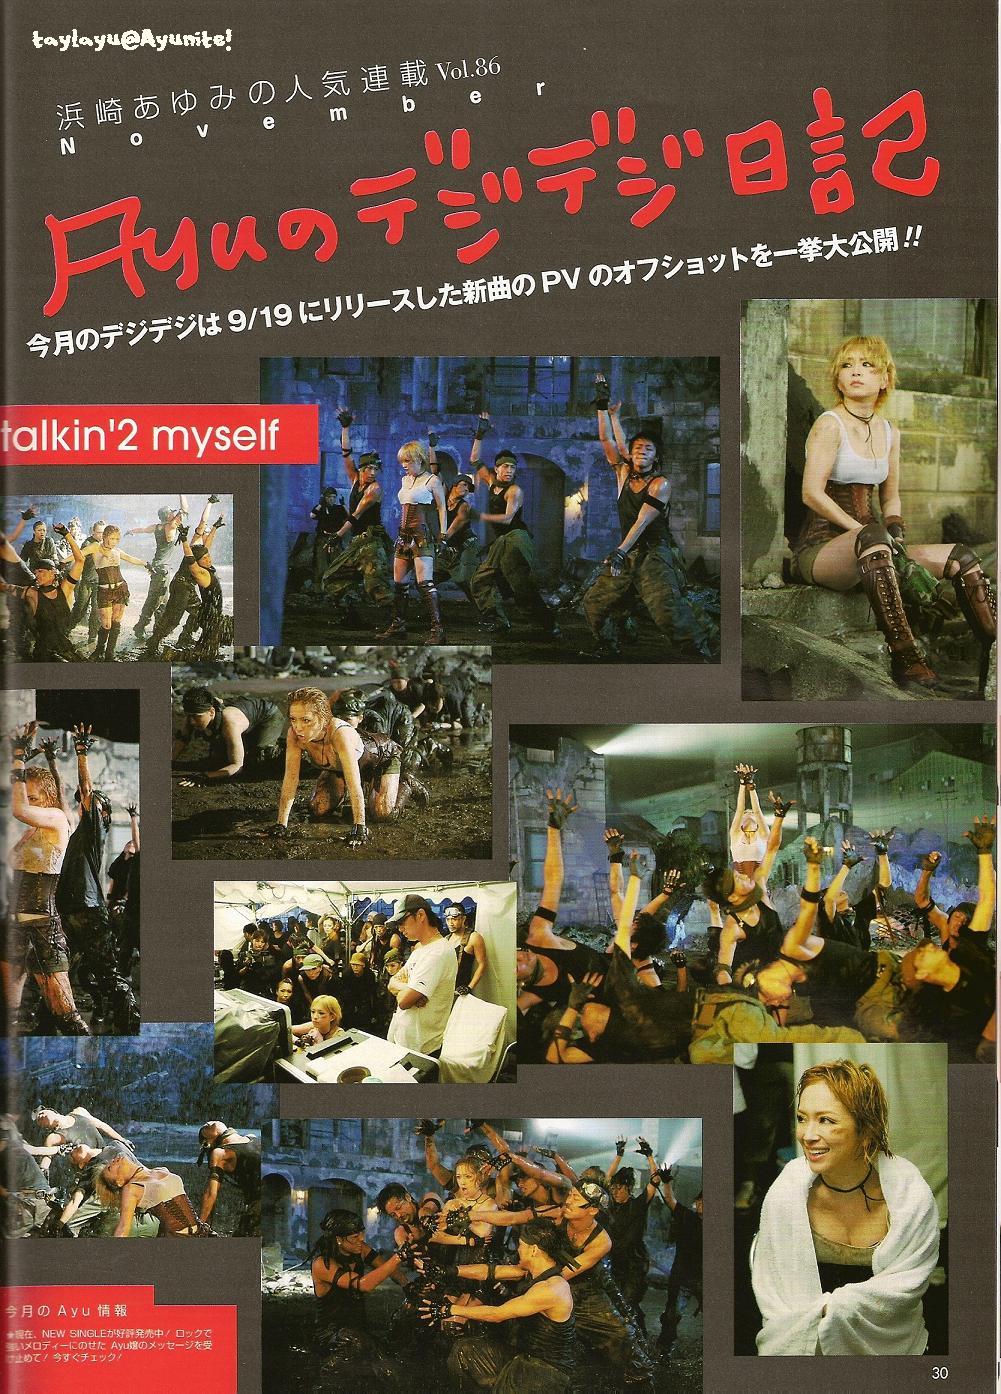 taylayu@Ayunite!
浜崎あゆみの人気連載 Vol.86
November
Ayuのデジデジ日記
今月のデジデジは 9/19 にリリースした新曲の PV のオフショットを一挙大公開!!
talkin'2 myself
今月の Ayu 情報
★現在、NEW SINGLEが好評発売中! ロックで
強いメロディーにのせた Ayu嬢のメッセージを受
け止めて! 今すぐチェック!
30